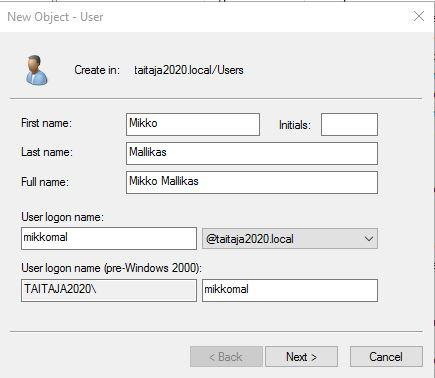 New Object - User
Create in: taitaja2020.local/Users
First name: Mikko Initials:
Last name: Mallikas
Full name: Mikko Mallikas
User logon name:
mikkomal @taitaja2020.local
User logon name (pre-Windows 2000):
TAITAJA2020\ mikkomal
< Back Next > Cancel